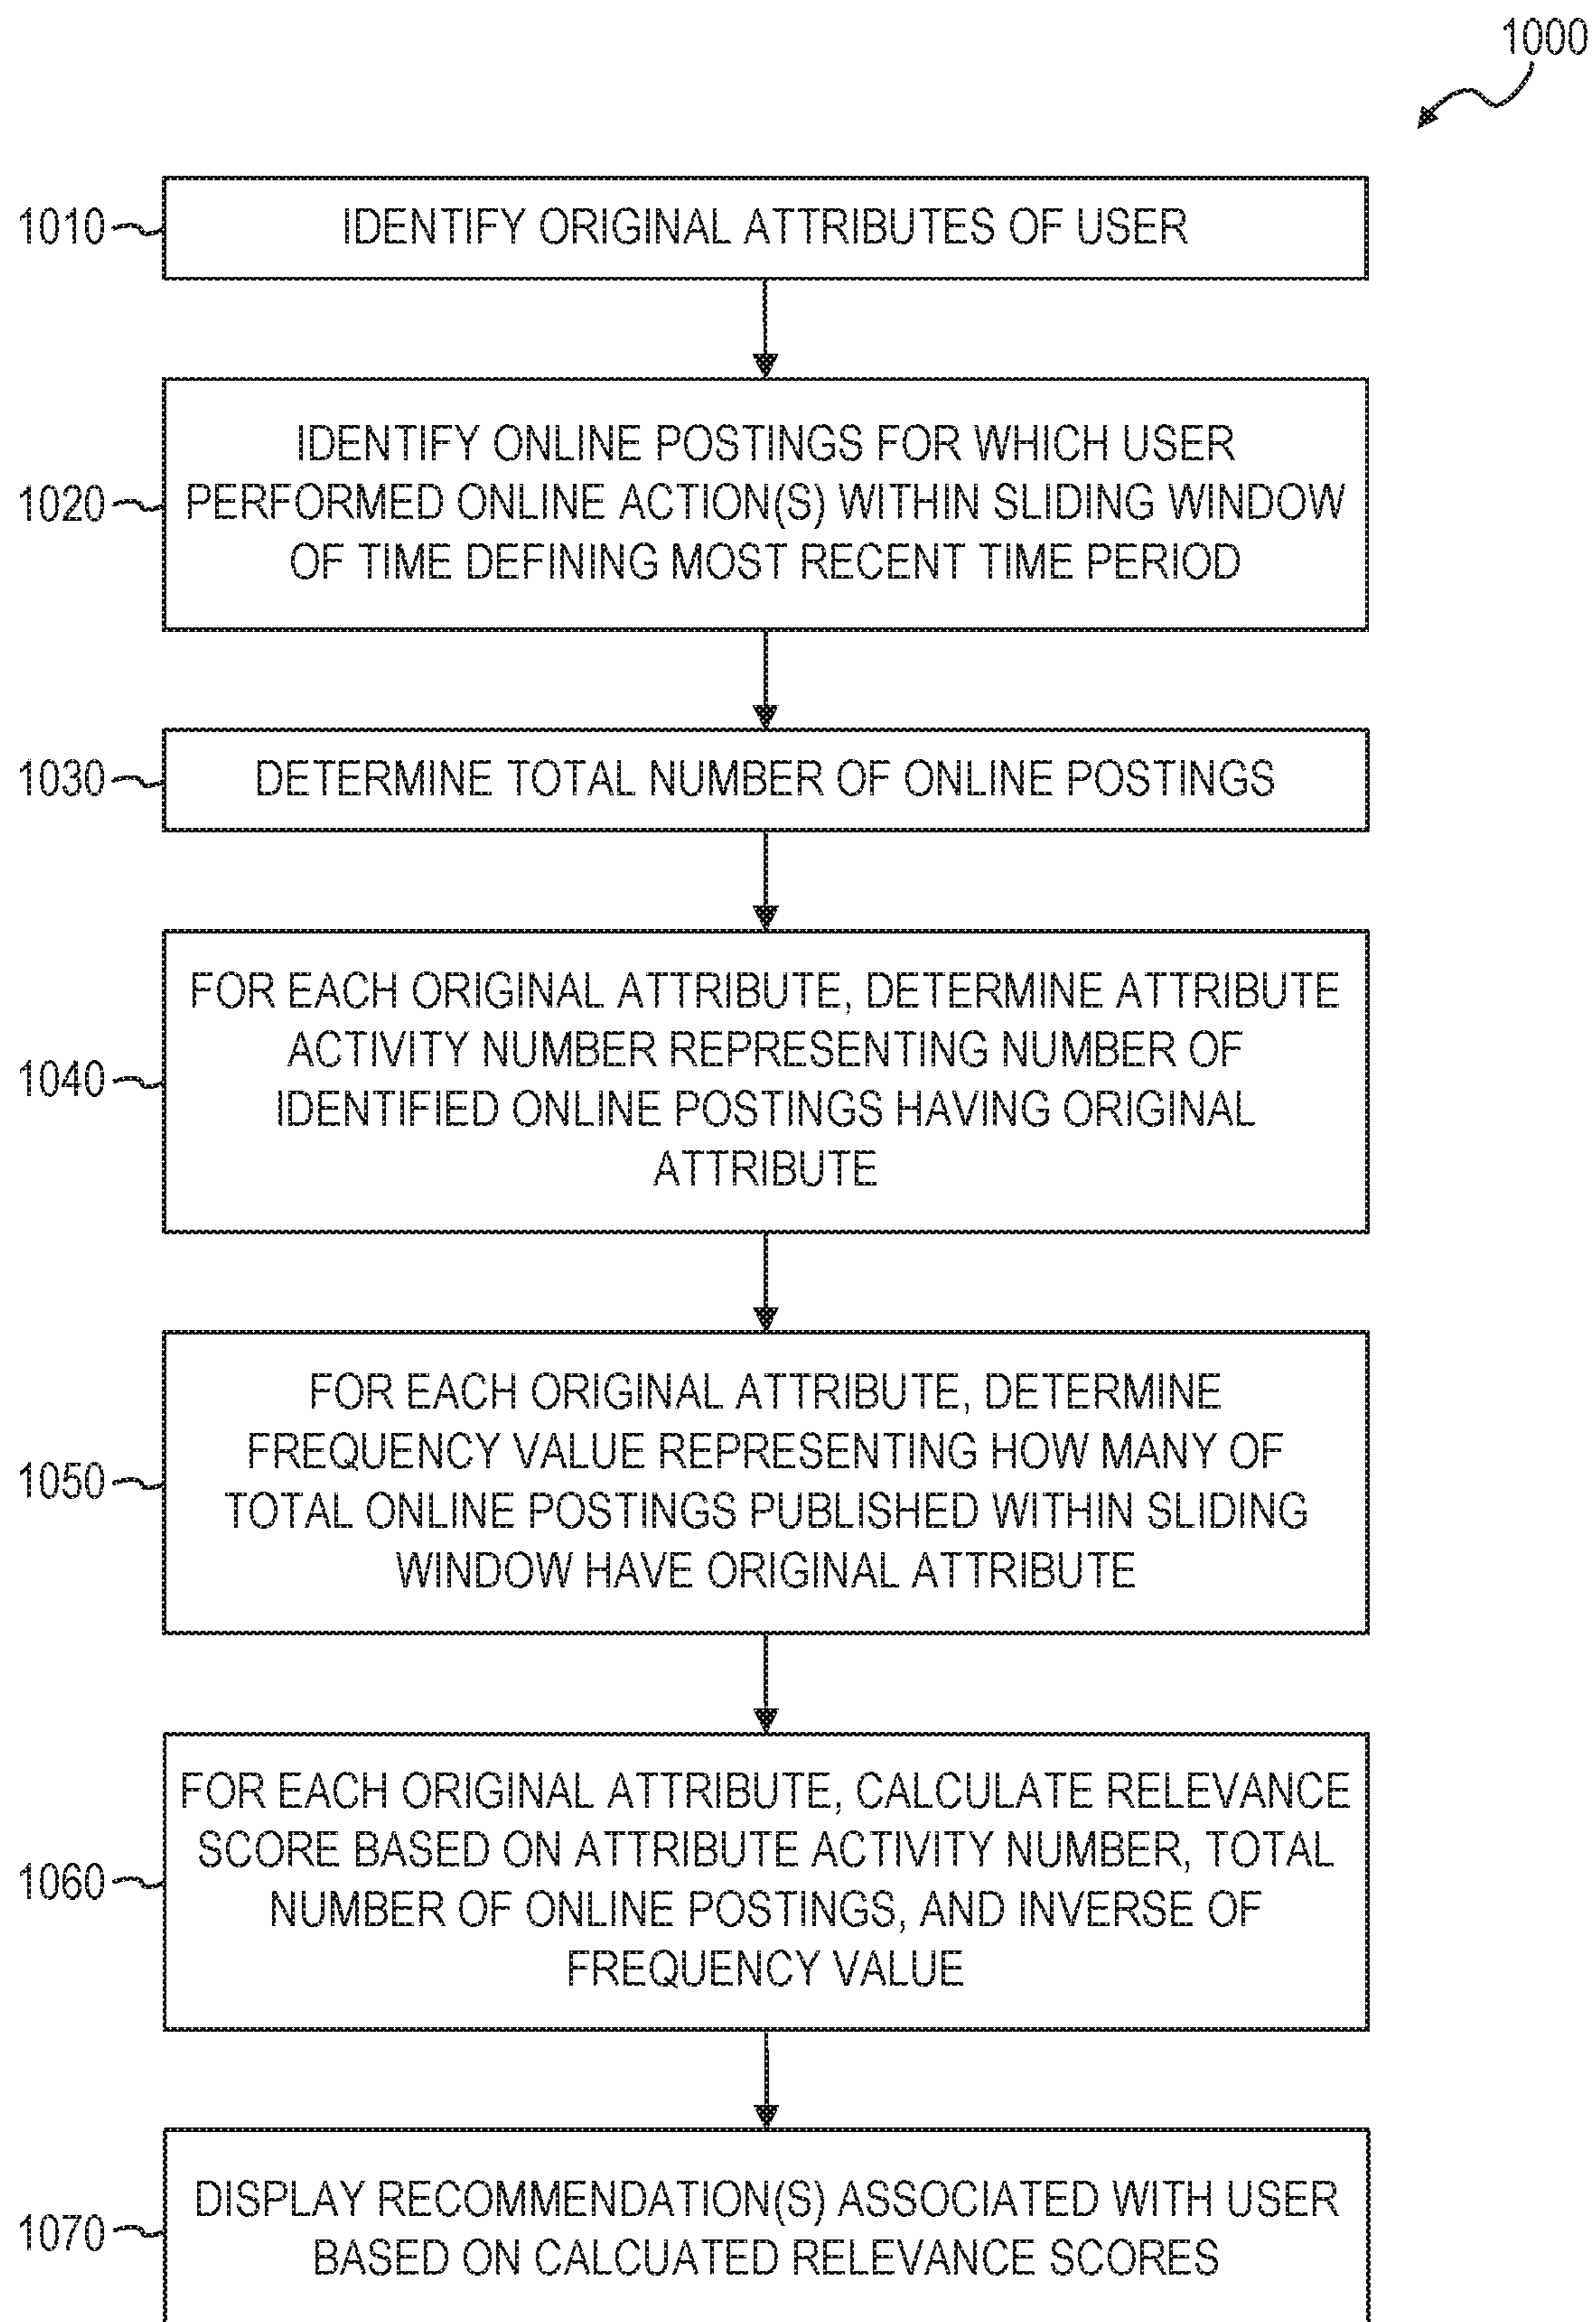 1000
1010
IDENTIFY ORIGINAL ATTRIBUTES OF USER
1020
IDENTIFY ONLINE POSTINGS FOR WHICH USER
PERFORMED ONLINE ACTION(S) WITHIN SLIDING WINDOW
OF TIME DEFINING MOST RECENT TIME PERIOD
1030
DETERMINE TOTAL NUMBER OF ONLINE POSTINGS
1040
FOR EACH ORIGINAL ATTRIBUTE, DETERMINE ATTRIBUTE
ACTIVITY NUMBER REPRESENTING NUMBER OF
IDENTIFIED ONLINE POSTINGS HAVING ORIGINAL
ATTRIBUTE
1050
FOR EACH ORIGINAL ATTRIBUTE, DETERMINE
FREQUENCY VALUE REPRESENTING HOW MANY OF
TOTAL ONLINE POSTINGS PUBLISHED WITHIN SLIDING
WINDOW HAVE ORIGINAL ATTRIBUTE
1060
FOR EACH ORIGINAL ATTRIBUTE, CALCULATE RELEVANCE
SCORE BASED ON ATTRIBUTE ACTIVITY NUMBER, TOTAL
NUMBER OF ONLINE POSTINGS, AND INVERSE OF
FREQUENCY VALUE
1070
DISPLAY RECOMMENDATION(S) ASSOCIATED WITH USER
BASED ON CALCUATED RELEVANCE SCORES